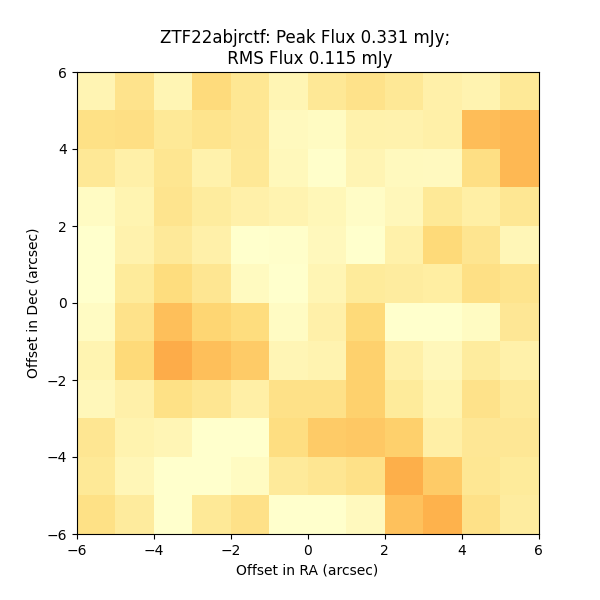 ZTF22abjrctf: Peak Flux 0.331 mJy;
RMS Flux 0.115 mJy
6
4
2
0
−2
−4
−6
Offset in Dec (arcsec)
−6 −4 −2 0 2 4 6
Offset in RA (arcsec)